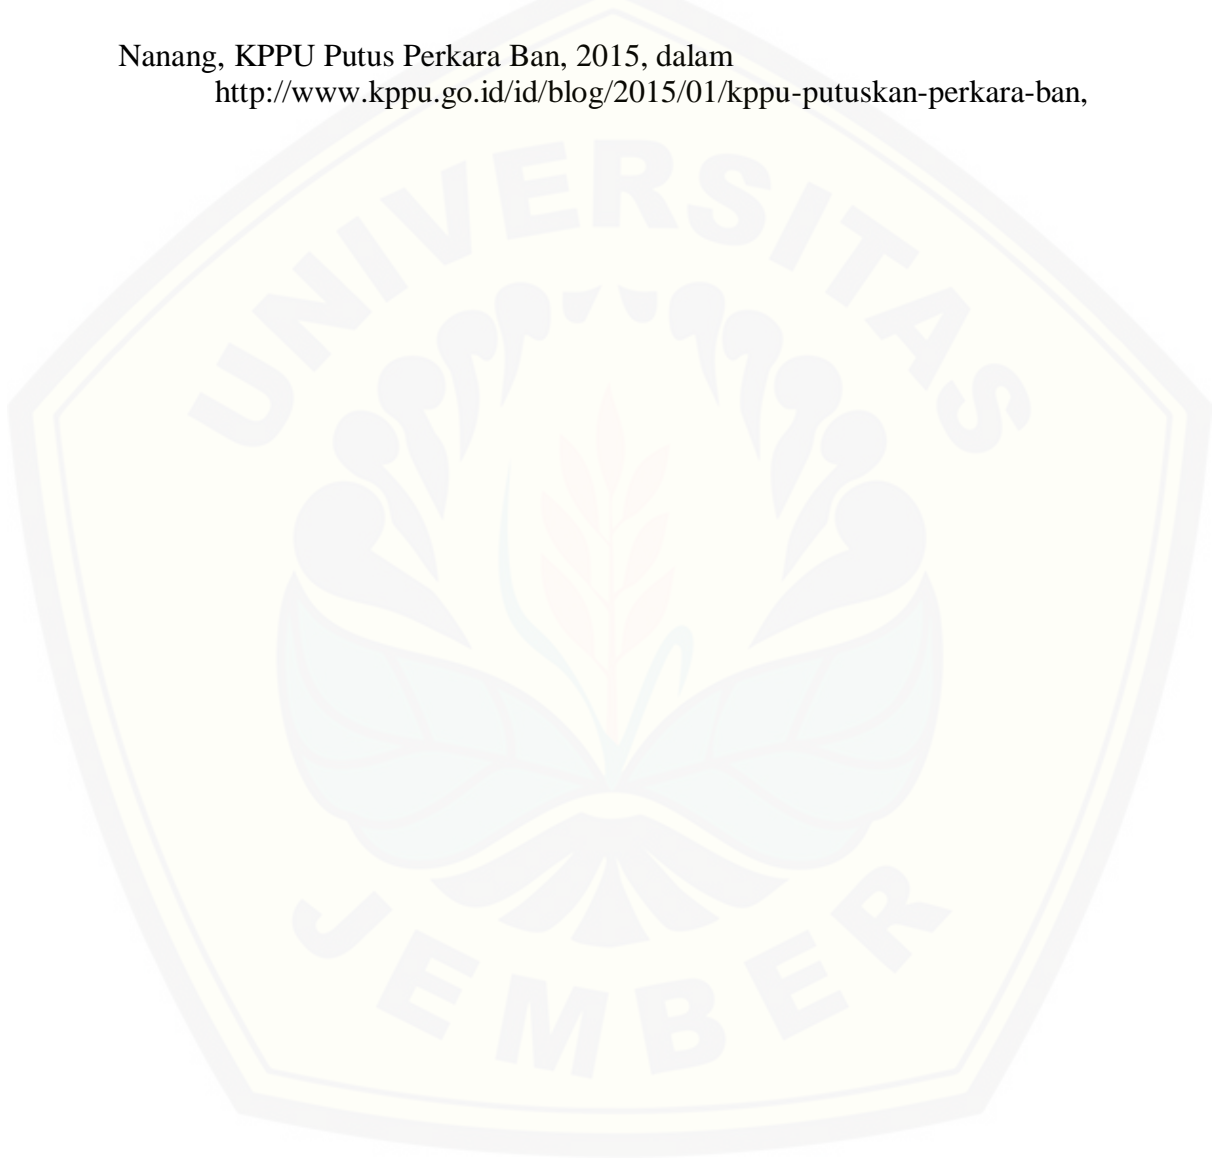 Nanang, KPPU Putus Perkara Ban, 2015, dalam
http://www.kppu.go.id/id/blog/2015/01/kppu-putuskan-perkara-ban,
UNIVERSITAS
JEMBER